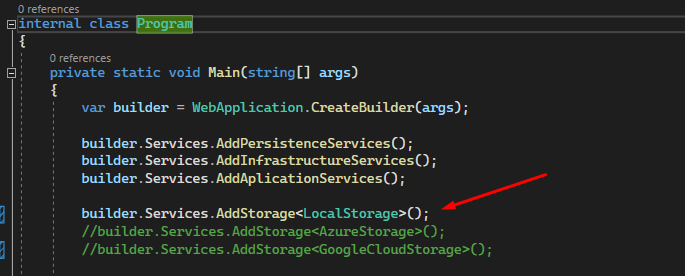 0 references
internal class Program
{
0 references
private static void Main(string[] args)
{
var builder = WebApplication.CreateBuilder(args);
builder.Services.AddPersistenceServices();
builder.Services.AddInfrastructureServices();
builder.Services.AddAplicationServices();
builder.Services.AddStorage<LocalStorage>();
//builder.Services.AddStorage<AzureStorage>();
//builder.Services.AddStorage<GoogleCloudStorage>();